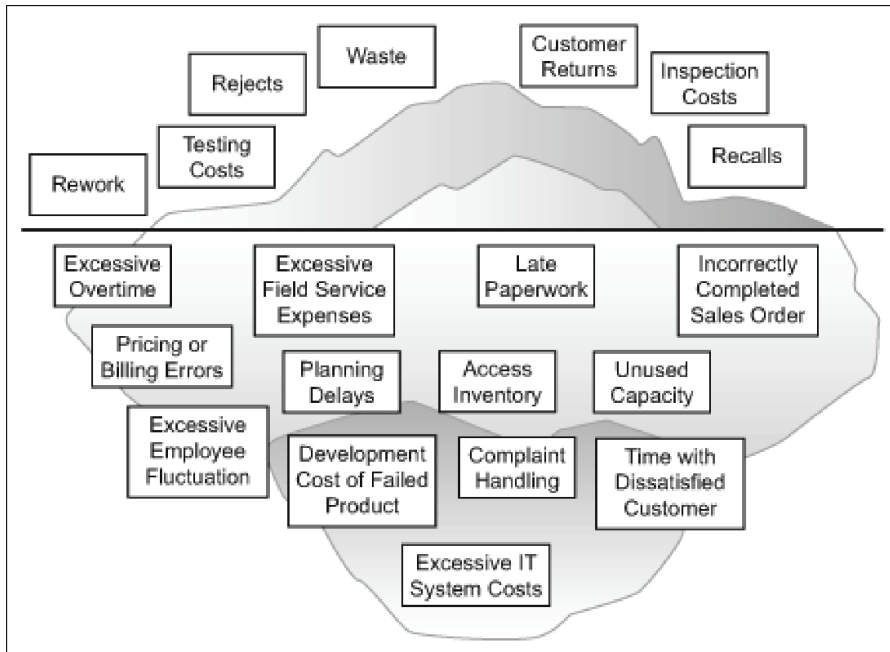 Waste
Customer
Returns
Rejects
Inspection
Costs
Testing
Costs
Recalls
Rework
Excessive
Overtime
Excessive
Field Service
Expenses
Late
Paperwork
Incorrectly
Completed
Sales Order
Pricing or
Billing Errors
Planning
Delays
Access
Inventory
Unused
Capacity
Excessive
Employee
Fluctuation
Development
Cost of Failed
Product
Complaint
Handling
Time with
Dissatisfied
Customer
Excessive IT
System Costs